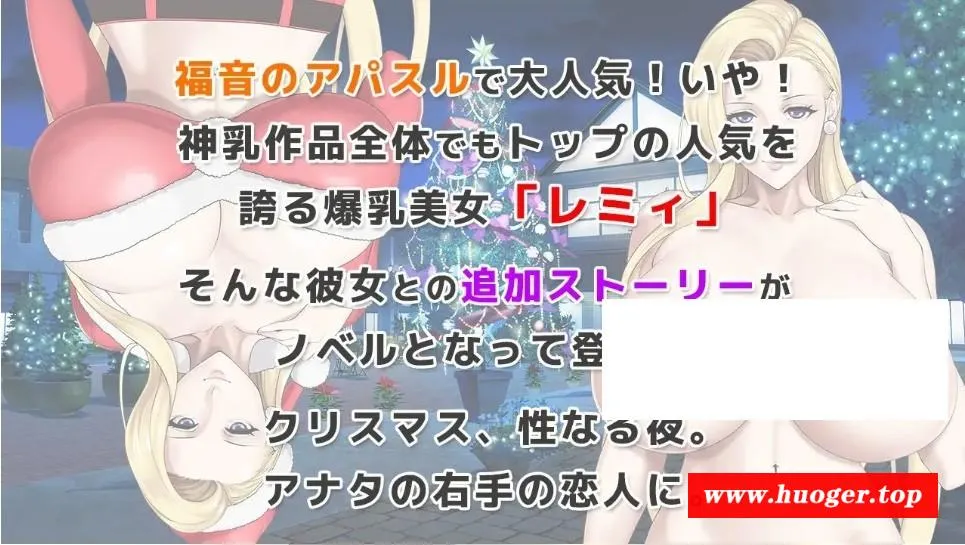 福音のアパスルで大人気!いや!
神乳作品全体でもトップの人気を
誇る爆乳美女「レミィ」
そんな彼女との追加ストーリーが
ノベルとなって登
クリスマス、性なる夜。
アナタの右手の恋人に。
www.huoger.top